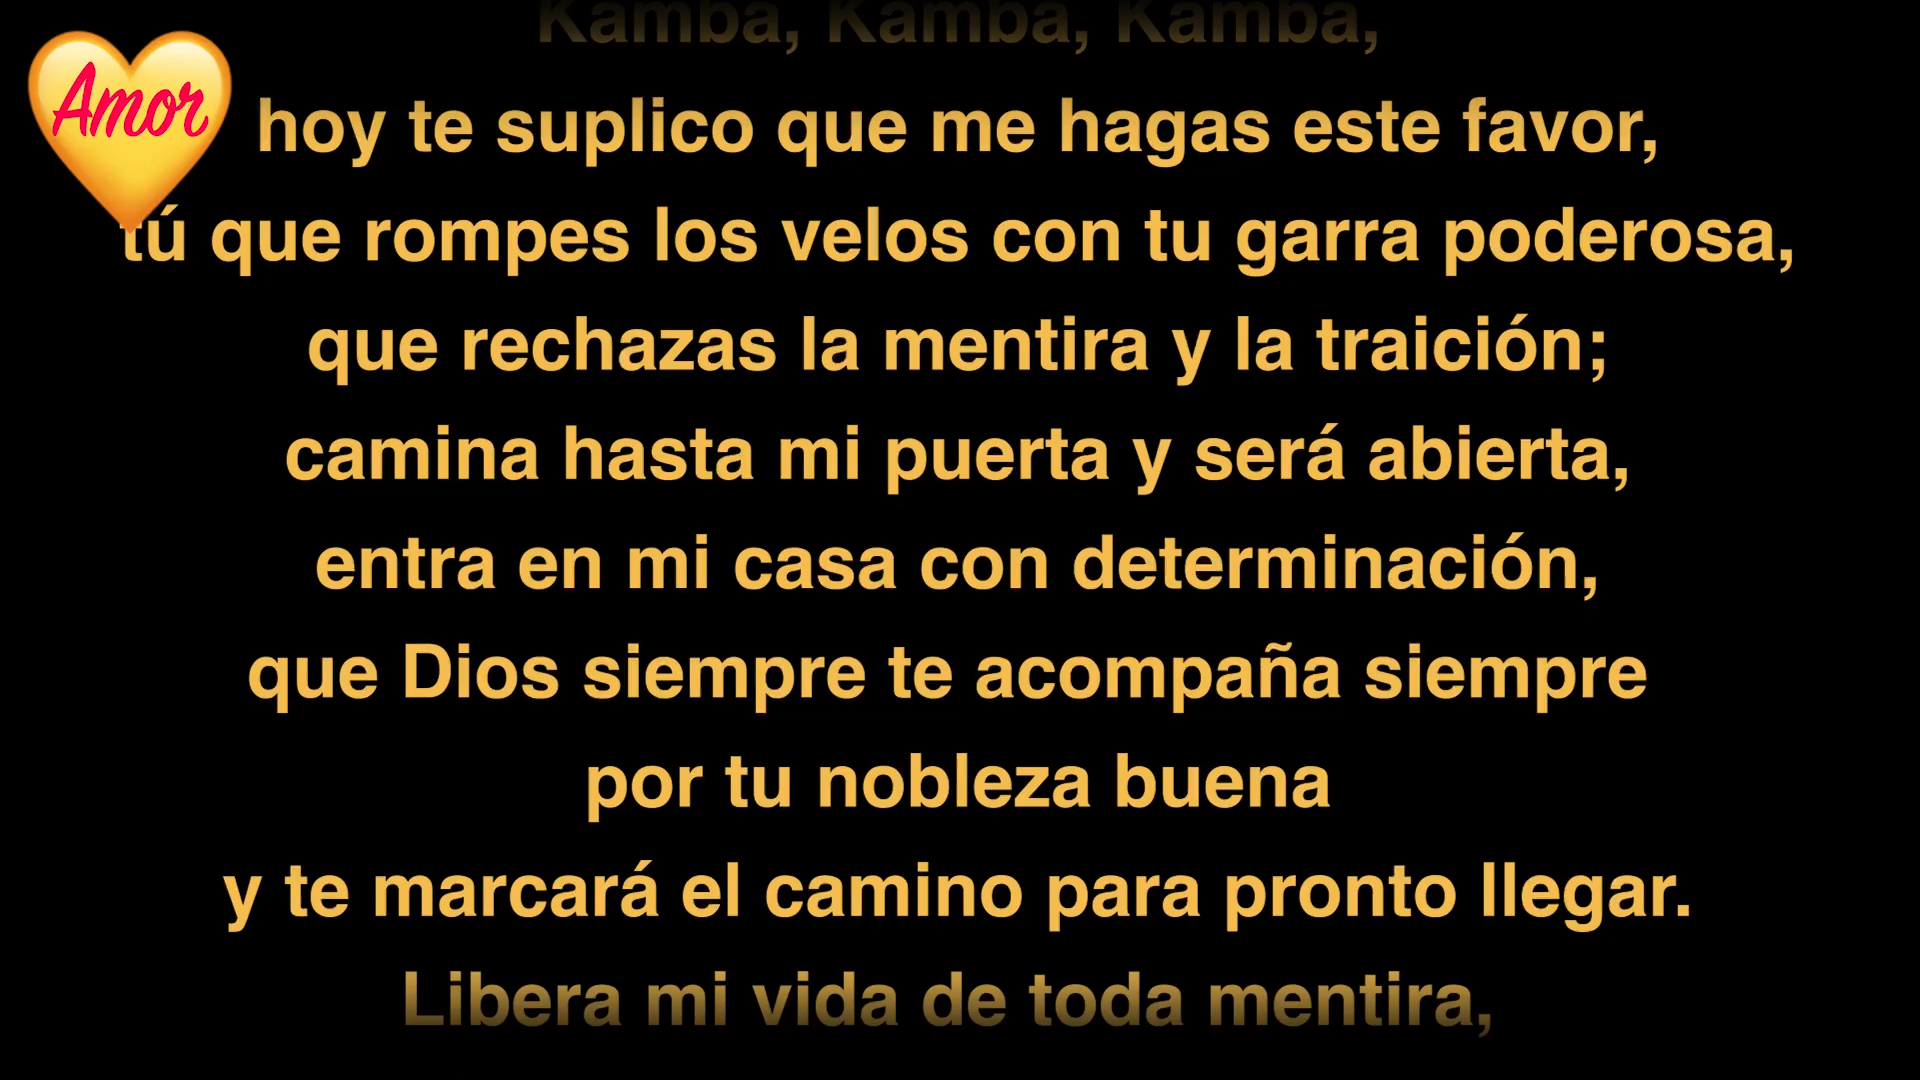 Kamba, Kamba, Kamba,
Amor
hoy te suplico que me hagas este favor,
tú que rompes los velos con tu garra poderosa,
que rechazas la mentira y la traición;
camina hasta mi puerta y será abierta,
entra en mi casa con determinación,
que Dios siempre te acompaña siempre
por tu nobleza buena
y te marcará el camino para pronto llegar.
Libera mi vida de toda mentira,